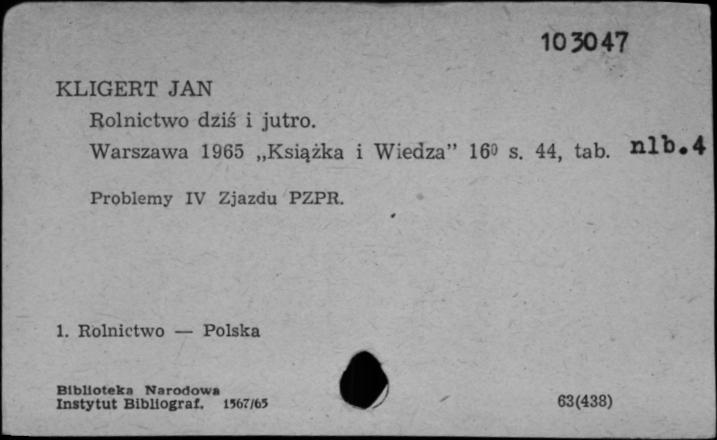 103047
KLIGERT JAN
Rolnictwo dziś i jutro.
Warszawa 1965 „Książka i Wiedza” 16⁰ s. 44, tab. nlb.4
Problemy IV Zjazdu PZPR.
1. Rolnictwo — Polska
Biblioteka Narodowa
Instytut Bibliograf. 1567/65
63(438)